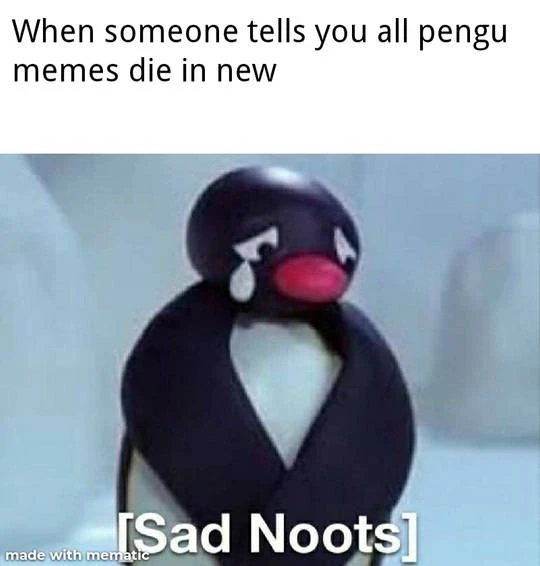 When someone tells you all pengu
memes die in new
[Sad Noots]
made with mematic